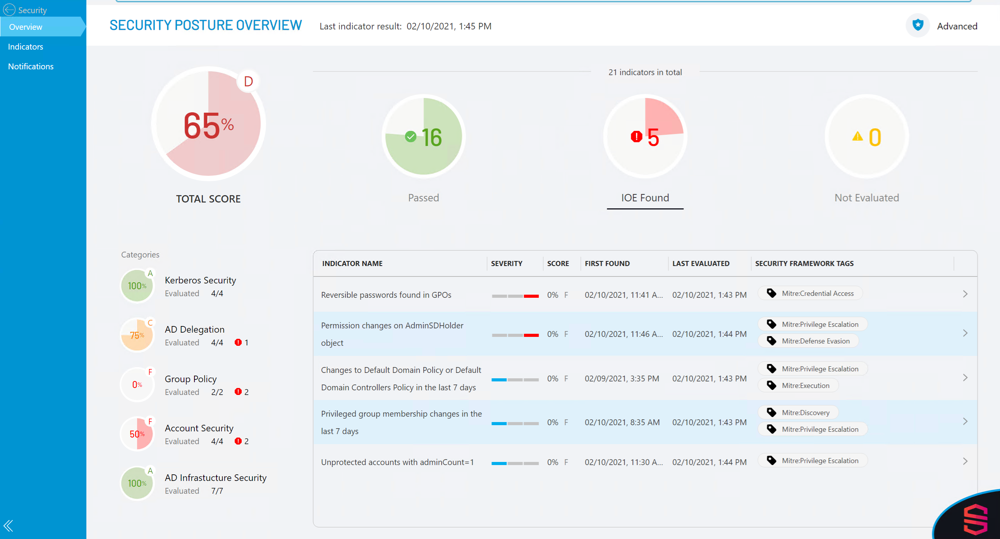 Security
Overview
Indicators
Notifications
SECURITY POSTURE OVERVIEW
Last indicator result: 02/10/2021, 1:45 PM
Advanced
D
65%
TOTAL SCORE
21 indicators in total
16
Passed
5
IOE Found
0
Not Evaluated
Categories
A
100%
Kerberos Security
Evaluated 4/4
C
75%
AD Delegation
Evaluated 4/4 1
F
0%
Group Policy
Evaluated 2/2 2
F
50%
Account Security
Evaluated 4/4 2
A
100%
AD Infrastucture Security
Evaluated 7/7
INDICATOR NAME SEVERITY SCORE FIRST FOUND LAST EVALUATED SECURITY FRAMEWORK TAGS
Reversible passwords found in GPOs 0% F 02/10/2021, 11:41 A... 02/10/2021, 1:43 PM Mitre:Credential Access
Permission changes on AdminSDHolder
object
0% F 02/10/2021, 11:46 A... 02/10/2021, 1:44 PM
Mitre:Privilege Escalation
Mitre:Defense Evasion
Changes to Default Domain Policy or Default
Domain Controllers Policy in the last 7 days
0% F 02/09/2021, 3:35 PM 02/10/2021, 1:43 PM
Mitre:Privilege Escalation
Mitre:Execution
Privileged group membership changes in the
last 7 days
0% F 02/10/2021, 8:35 AM 02/10/2021, 1:43 PM
Mitre:Discovery
Mitre:Privilege Escalation
Unprotected accounts with adminCount=1 0% F 02/10/2021, 11:30 A... 02/10/2021, 1:44 PM Mitre:Privilege Escalation